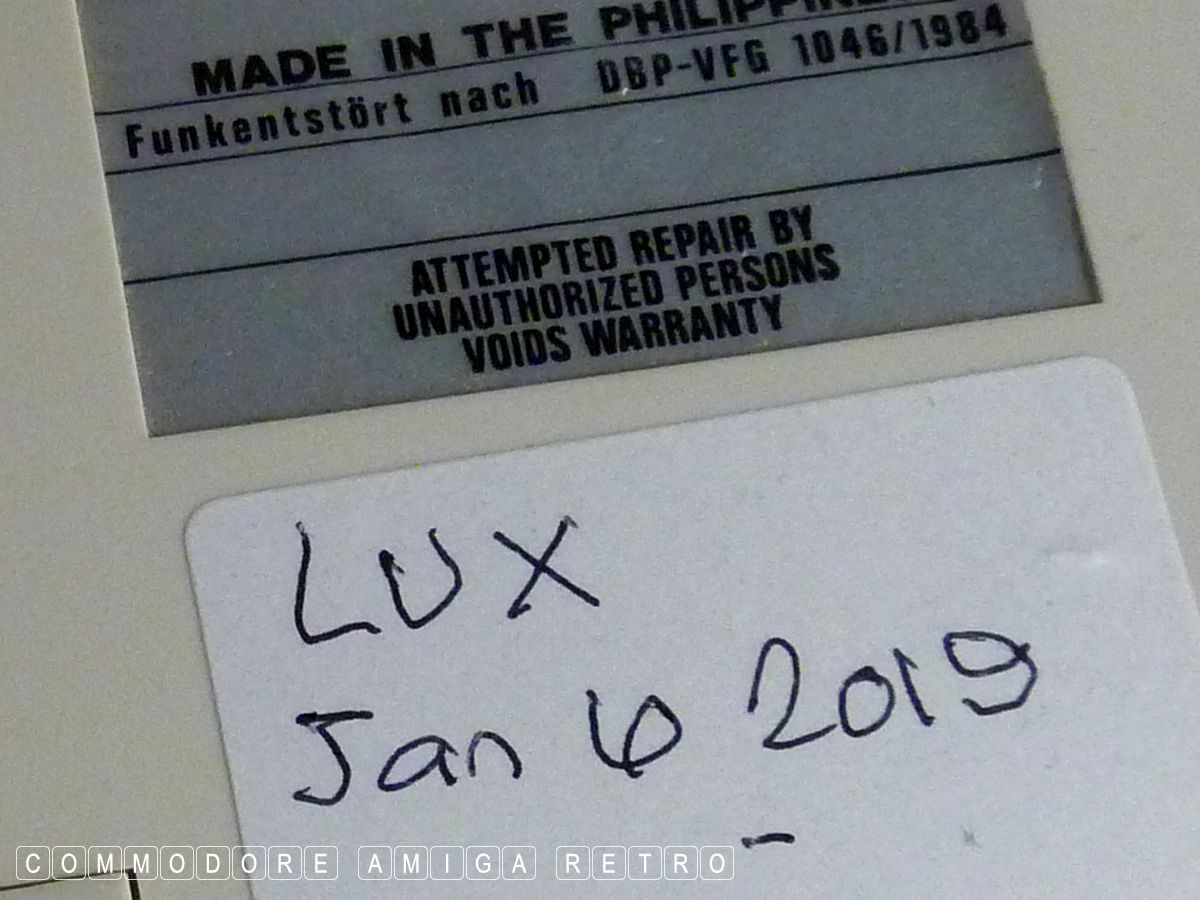 MADE IN THE PHILIPPINE
Funkentstört nach DBP-VFG 1046/1984
ATTEMPTED REPAIR BY
UNAUTHORIZED PERSONS
VOIDS WARRANTY
LUX
Jan 6 2019
-
COMMODORE AMIGA RETRO